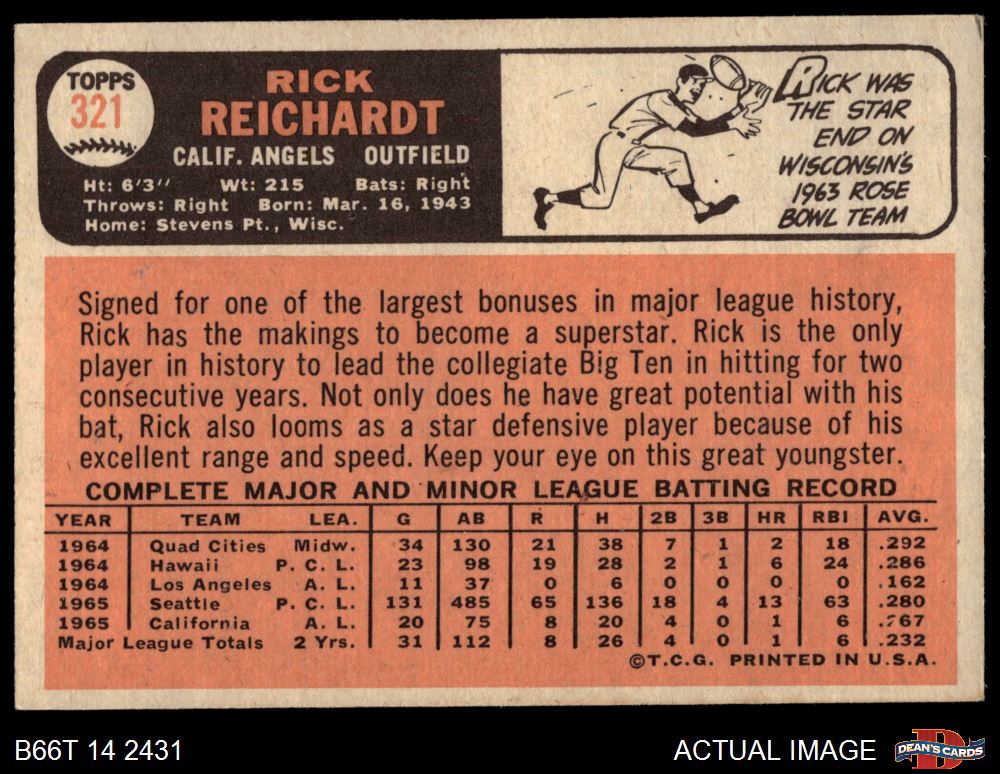 TOPPS
321
RICK
REICHARDT
CALIF. ANGELS OUTFIELD
Ht: 6'3" Wt: 215 Bats: Right
Throws: Right Born: Mar. 16, 1943
Home: Stevens Pt., Wisc.
RICK WAS
THE STAR
END ON
WISCONSIN'S
1963 ROSE
BOWL TEAM
Signed for one of the largest bonuses in major league history,
Rick has the makings to become a superstar. Rick is the only
player in history to lead the collegiate Big Ten in hitting for two
consecutive years. Not only does he have great potential with his
bat, Rick also looms as a star defensive player because of his
excellent range and speed. Keep your eye on this great youngster.
COMPLETE MAJOR AND MINOR LEAGUE BATTING RECORD
YEAR TEAM LEA. G AB R H 2B 3B HR RBI AVG.
1964 Quad Cities Midw. 34 130 21 38 7 1 2 18 .292
1964 Hawaii P. C. L. 23 98 19 28 2 1 6 24 .286
1964 Los Angeles A. L. 11 37 0 6 0 0 0 0 .162
1965 Seattle P. C. L. 131 485 65 136 18 4 13 63 .280
1965 California A. L. 20 75 8 20 4 0 1 6 .267
Major League Totals 2 Yrs. 31 112 8 26 4 0 1 6 .232
©T.C.G. PRINTED IN U.S.A.
B66T 14 2431
ACTUAL IMAGE
D
DEAN'S CARDS